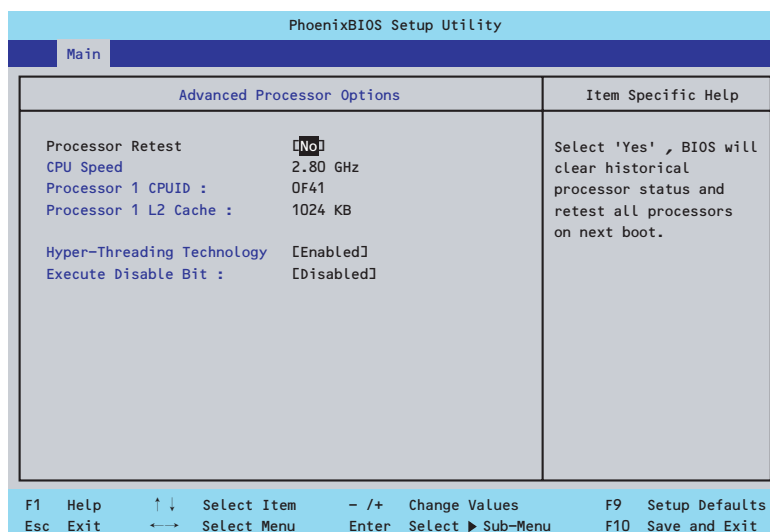 PhoenixBIOS Setup Utility
Main
Advanced Processor Options
Item Specific Help
Processor Retest [No]
CPU Speed 2.80 GHz
Processor 1 CPUID : 0F41
Processor 1 L2 Cache : 1024 KB
Hyper-Threading Technology [Enabled]
Execute Disable Bit : [Disabled]
Select 'Yes' , BIOS will
clear historical
processor status and
retest all processors
on next boot.
F1 Help ↑↓ Select Item - /+ Change Values F9 Setup Defaults
Esc Exit ←→ Select Menu Enter Select ▶ Sub-Menu F10 Save and Exit